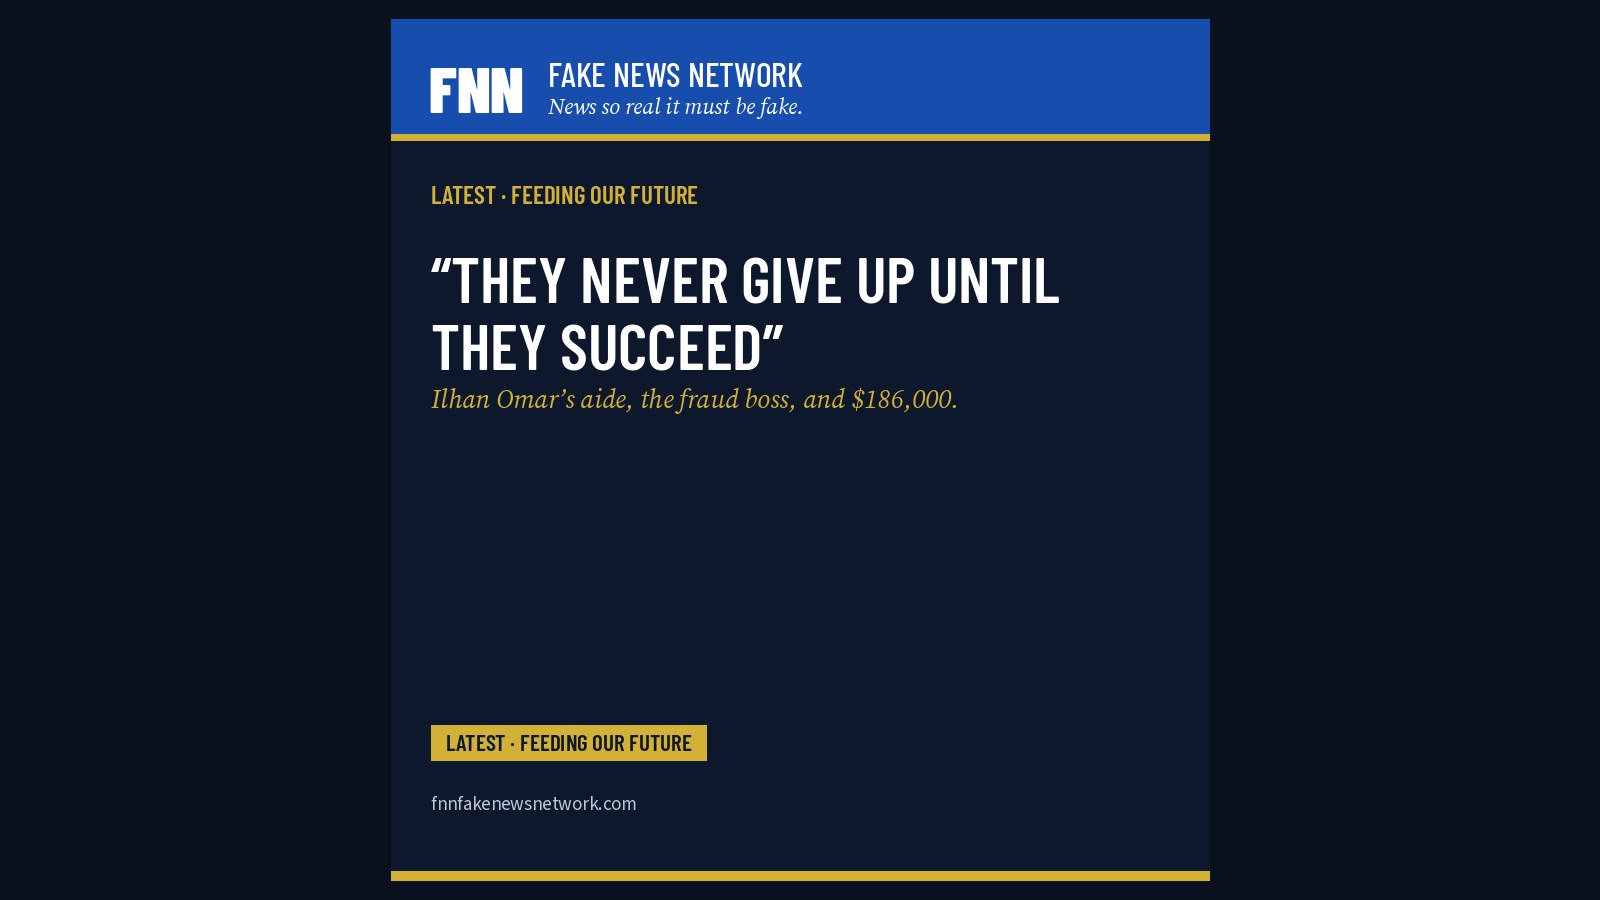 FNN
FAKE NEWS NETWORK
News so real it must be fake.
LATEST · FEEDING OUR FUTURE
“THEY NEVER GIVE UP UNTIL
THEY SUCCEED”
Ilhan Omar’s aide, the fraud boss, and $186,000.
LATEST · FEEDING OUR FUTURE
fnnfakenewsnetwork.com